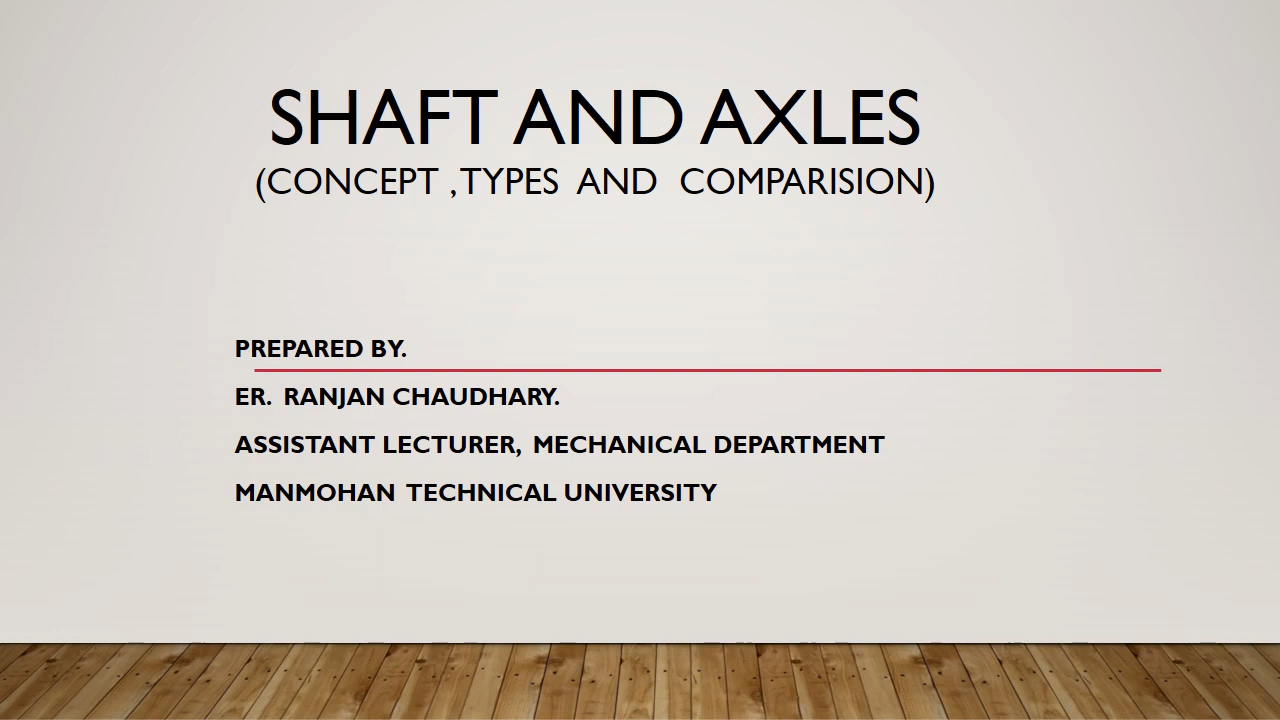 SHAFT AND AXLES
(CONCEPT ,TYPES AND COMPARISION)
PREPARED BY.
ER. RANJAN CHAUDHARY.
ASSISTANT LECTURER, MECHANICAL DEPARTMENT
MANMOHAN TECHNICAL UNIVERSITY